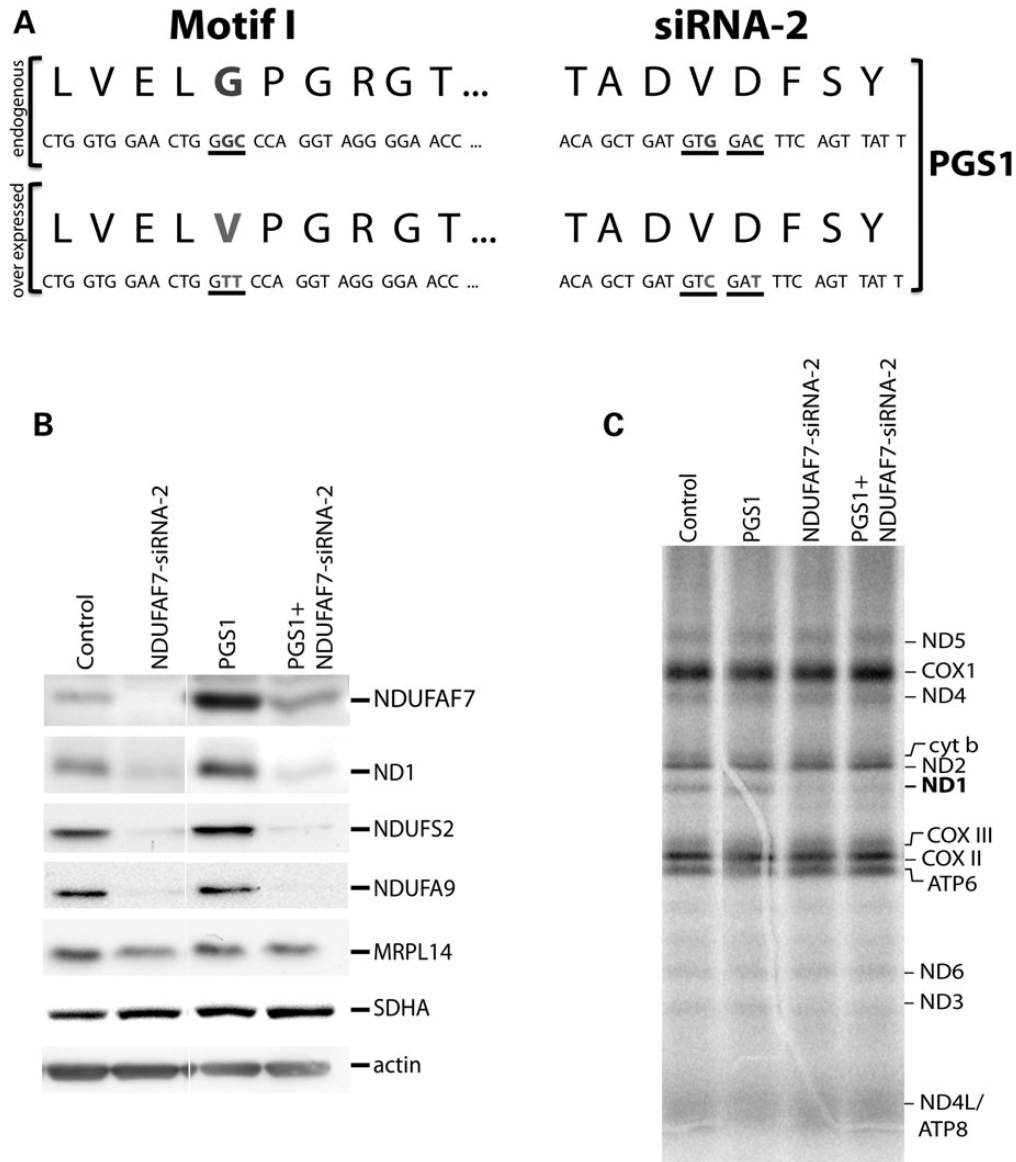 A
Motif I
siRNA-2
endogenous
L V E L G P G R G T ...
T A D V D F S Y
CTG GTG GAA CTG GGC CCA GGT AGG GGA ACC ...
ACA GCT GAT GTG GAC TTC AGT TAT T
PGS1
over expressed
L V E L V P G R G T ...
T A D V D F S Y
CTG GTG GAA CTG GTT CCA GGT AGG GGA ACC ...
ACA GCT GAT GTC GAT TTC AGT TAT T
B
Control
NDUFAF7-siRNA-2
PGS1
PGS1+
NDUFAF7-siRNA-2
NDUFAF7
ND1
NDUFS2
NDUFA9
MRPL14
SDHA
actin
C
Control
PGS1
NDUFAF7-siRNA-2
PGS1+
NDUFAF7-siRNA-2
ND5
COX1
ND4
cyt b
ND2
ND1
COX III
COX II
ATP6
ND6
ND3
ND4L/
ATP8